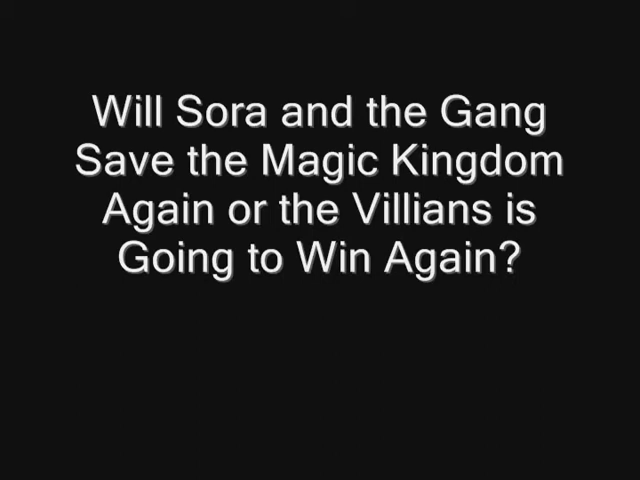 Will Sora and the Gang
Save the Magic Kingdom
Again or the Villians is
Going to Win Again?